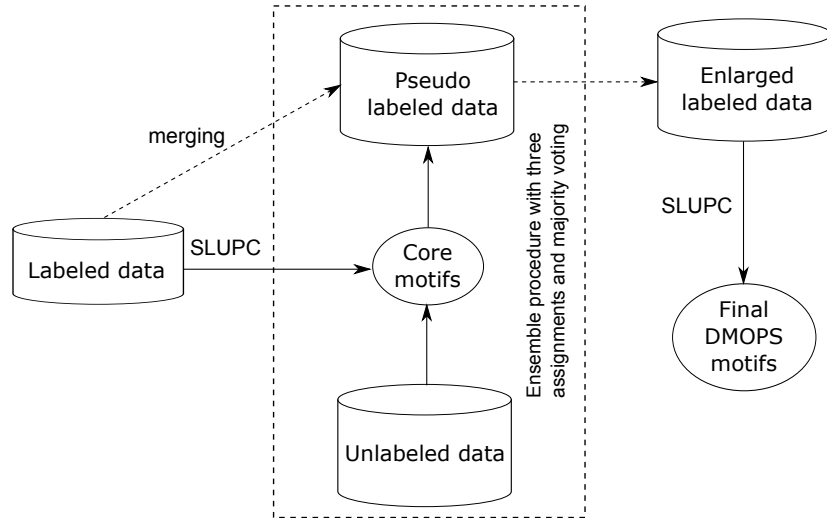 Pseudo
labeled data
Enlarged
labeled data
merging
Ensemble procedure with three
assignments and majority voting
SLUPC
Labeled data
SLUPC
Core
motifs
Final
DMOPS
motifs
Unlabeled data